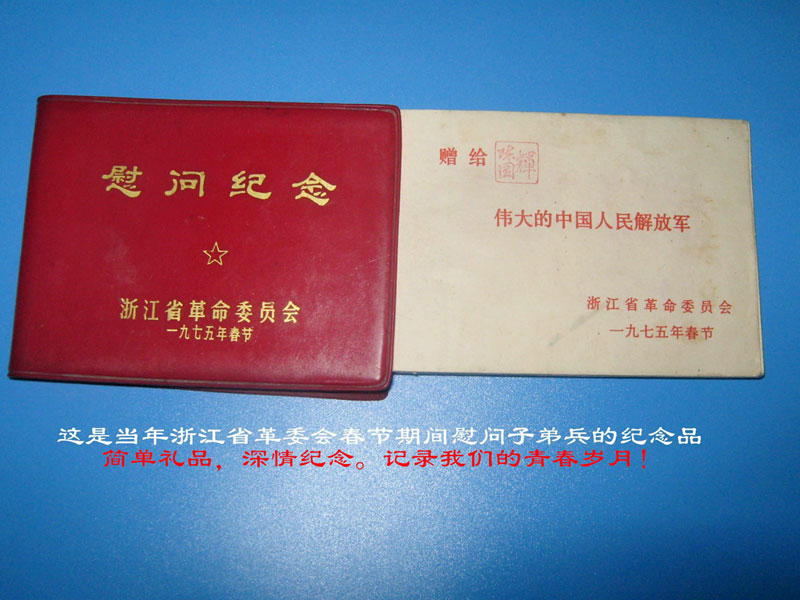 慰问纪念
浙江省革命委员会
一九七五年春节
赠给
陈国辉
伟大的中国人民解放军
浙江省革命委员会
一九七五年春节
这是当年浙江省革委会春节期间慰问子弟兵的纪念品
简单礼品，深情纪念。记录我们的青春岁月！